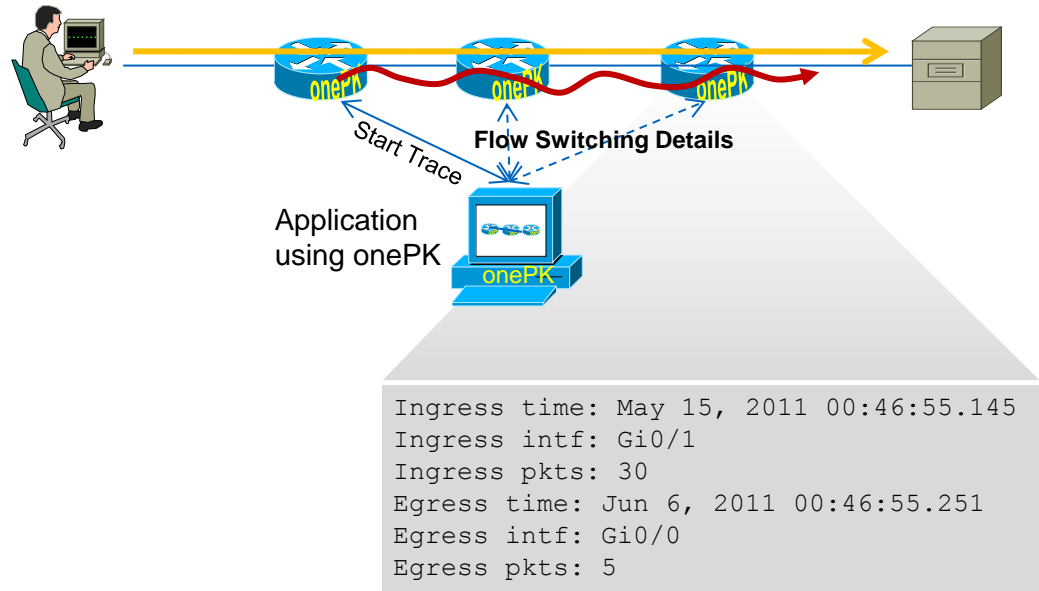 onePK
onePK
onePK
Start Trace
Flow Switching Details
Application
using onePK
onePK
Ingress time: May 15, 2011 00:46:55.145
Ingress intf: Gi0/1
Ingress pkts: 30
Egress time: Jun 6, 2011 00:46:55.251
Egress intf: Gi0/0
Egress pkts: 5